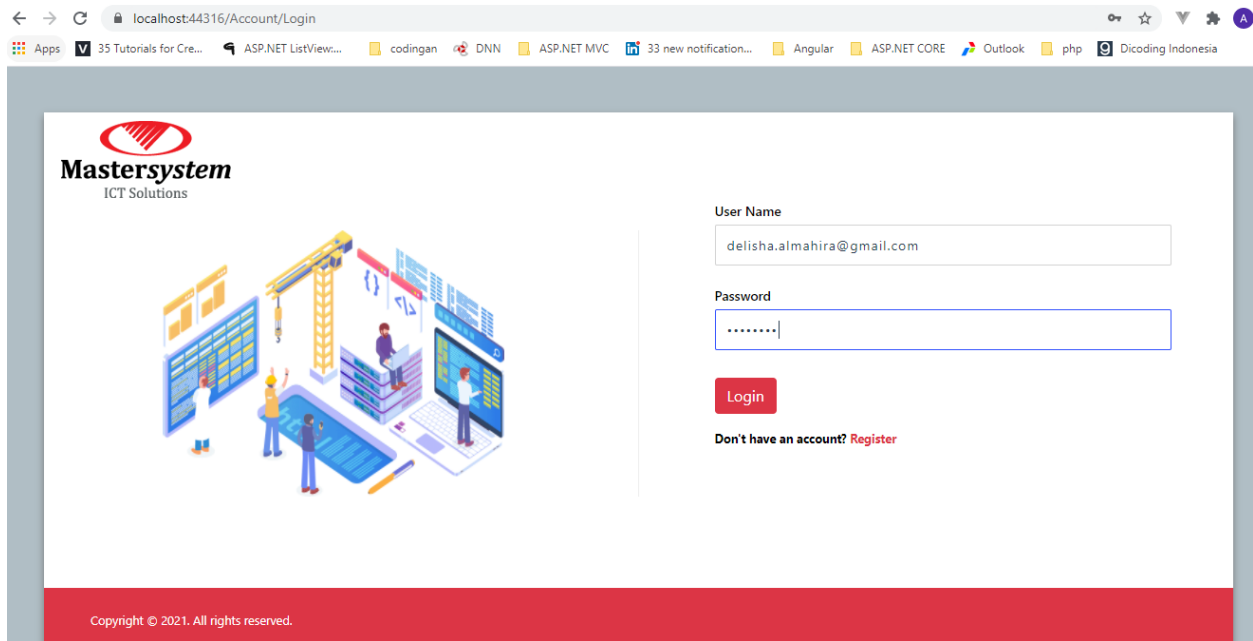 localhost:44316/Account/Login
A
Apps V 35 Tutorials for Cre... ASP.NET ListView:... codingan DNN ASP.NET MVC in 33 new notification... Angular ASP.NET CORE Outlook php Dicoding Indonesia
Mastersystem
ICT Solutions
User Name
delisha.almahira@gmail.com
Password
••••••••
Login
Don't have an account? Register
{}
</>
html
Copyright © 2021. All rights reserved.